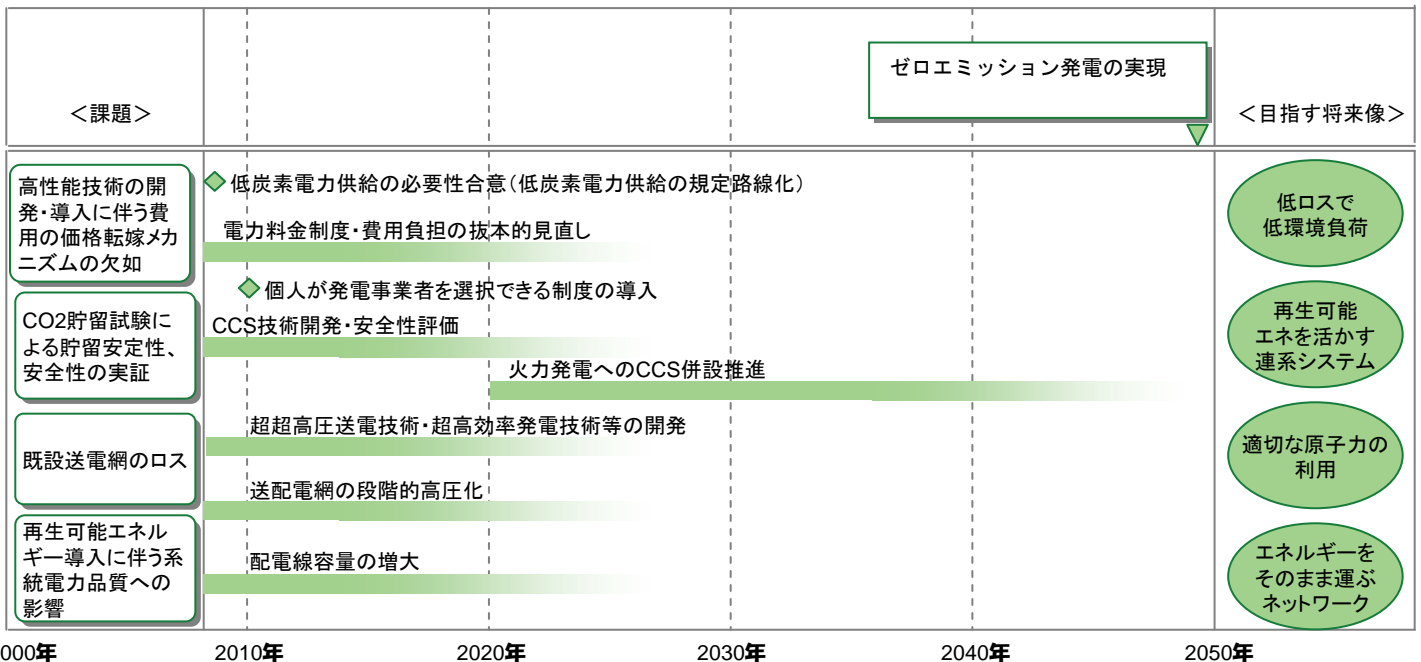 ゼロエミッション発電の実現
＜課題＞
＜目指す将来像＞
高性能技術の開
発・導入に伴う費
用の価格転嫁メカ
ニズムの欠如
CO2貯留試験に
よる貯留安定性、
安全性の実証
既設送電網のロス
再生可能エネル
ギー導入に伴う系
統電力品質への
影響
低炭素電力供給の必要性合意（低炭素電力供給の規定路線化）
電力料金制度・費用負担の抜本的見直し
個人が発電事業者を選択できる制度の導入
CCS技術開発・安全性評価
火力発電へのCCS併設推進
超超高圧送電技術・超高効率発電技術等の開発
送配電網の段階的高圧化
配電線容量の増大
低ロスで
低環境負荷
再生可能
エネを活かす
連系システム
適切な原子力の
利用
エネルギーを
そのまま運ぶ
ネットワーク
000年
2010年
2020年
2030年
2040年
2050年